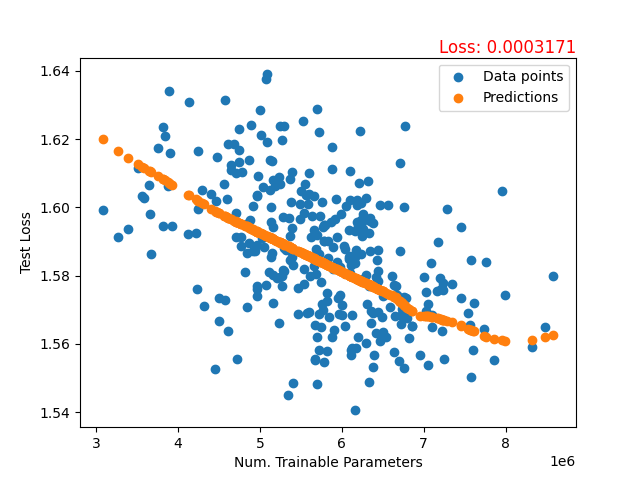 Loss: 0.0003171
Data points
Predictions
1.64
1.62
1.60
1.58
1.56
1.54
Test Loss
3 4 5 6 7 8
1e6
Num. Trainable Parameters